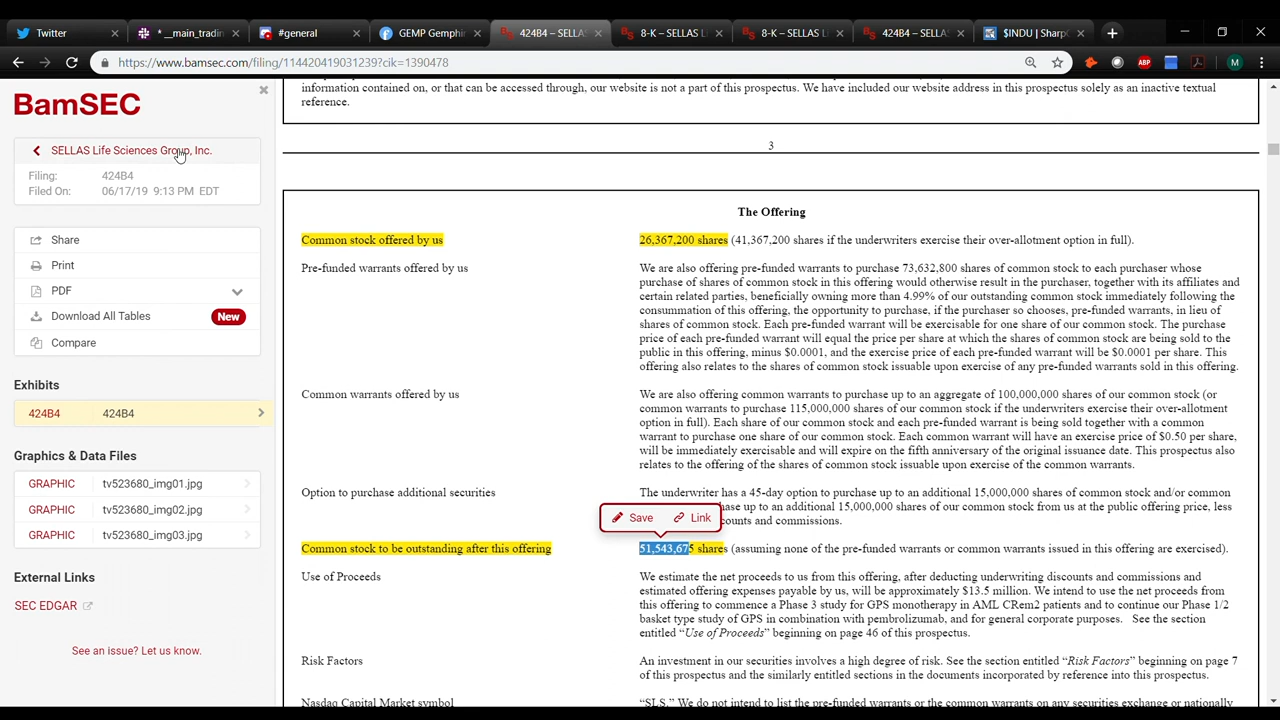 Twitter
* __main_tradin
#general
GEMP Gemphir
424B4 – SELLAS
8-K – SELLAS L
8-K – SELLAS L
424B4 – SELLAS
$INDU | SharpC
https://www.bamsec.com/filing/114420419031239?cik=1390478
ABP
M
BamSEC
SELLAS Life Sciences Group, Inc.
Filing: 424B4
Filed On: 06/17/19 9:13 PM EDT
Share
Print
PDF
Download All Tables New
Compare
Exhibits
424B4 424B4
Graphics & Data Files
GRAPHIC tv523680_img01.jpg
GRAPHIC tv523680_img02.jpg
GRAPHIC tv523680_img03.jpg
External Links
SEC EDGAR
See an issue? Let us know.
information contained on, or that can be accessed through, our website is not a part of this prospectus. We have included our website address in this prospectus solely as an inactive textual
reference.
3
The Offering
Common stock offered by us
26,367,200 shares (41,367,200 shares if the underwriters exercise their over-allotment option in full).
Pre-funded warrants offered by us
We are also offering pre-funded warrants to purchase 73,632,800 shares of common stock to each purchaser whose
purchase of shares of common stock in this offering would otherwise result in the purchaser, together with its affiliates and
certain related parties, beneficially owning more than 4.99% of our outstanding common stock immediately following the
consummation of this offering, the opportunity to purchase, if the purchaser so chooses, pre-funded warrants, in lieu of
shares of common stock. Each pre-funded warrant will be exercisable for one share of our common stock. The purchase
price of each pre-funded warrant will equal the price per share at which the shares of common stock are being sold to the
public in this offering, minus $0.0001, and the exercise price of each pre-funded warrant will be $0.0001 per share. This
offering also relates to the shares of common stock issuable upon exercise of any pre-funded warrants sold in this offering.
Common warrants offered by us
We are also offering common warrants to purchase up to an aggregate of 100,000,000 shares of our common stock (or
common warrants to purchase 115,000,000 shares of our common stock if the underwriters exercise their over-allotment
option in full). Each share of our common stock and each pre-funded warrant is being sold together with a common
warrant to purchase one share of our common stock. Each common warrant will have an exercise price of $0.50 per share,
will be immediately exercisable and will expire on the fifth anniversary of the original issuance date. This prospectus also
relates to the offering of the shares of common stock issuable upon exercise of the common warrants.
Option to purchase additional securities
The underwriter has a 45-day option to purchase up to an additional 15,000,000 shares of common stock and/or common
hase up to an additional 15,000,000 shares of common stock from us at the public offering price, less
counts and commissions.
Save Link
Common stock to be outstanding after this offering
51,543,675 shares (assuming none of the pre-funded warrants or common warrants issued in this offering are exercised).
Use of Proceeds
We estimate the net proceeds to us from this offering, after deducting underwriting discounts and commissions and
estimated offering expenses payable by us, will be approximately $13.5 million. We intend to use the net proceeds from
this offering to commence a Phase 3 study for GPS monotherapy in AML CRem2 patients and to continue our Phase 1/2
basket type study of GPS in combination with pembrolizumab, and for general corporate purposes. See the section
entitled “Use of Proceeds” beginning on page 46 of this prospectus.
Risk Factors
An investment in our securities involves a high degree of risk. See the section entitled “Risk Factors” beginning on page 7
of this prospectus and the similarly entitled sections in the documents incorporated by reference into this prospectus.
Nasdaq Capital Market symbol
“SLS.” We do not intend to list the pre-funded warrants or the common warrants on any securities exchange or nationally